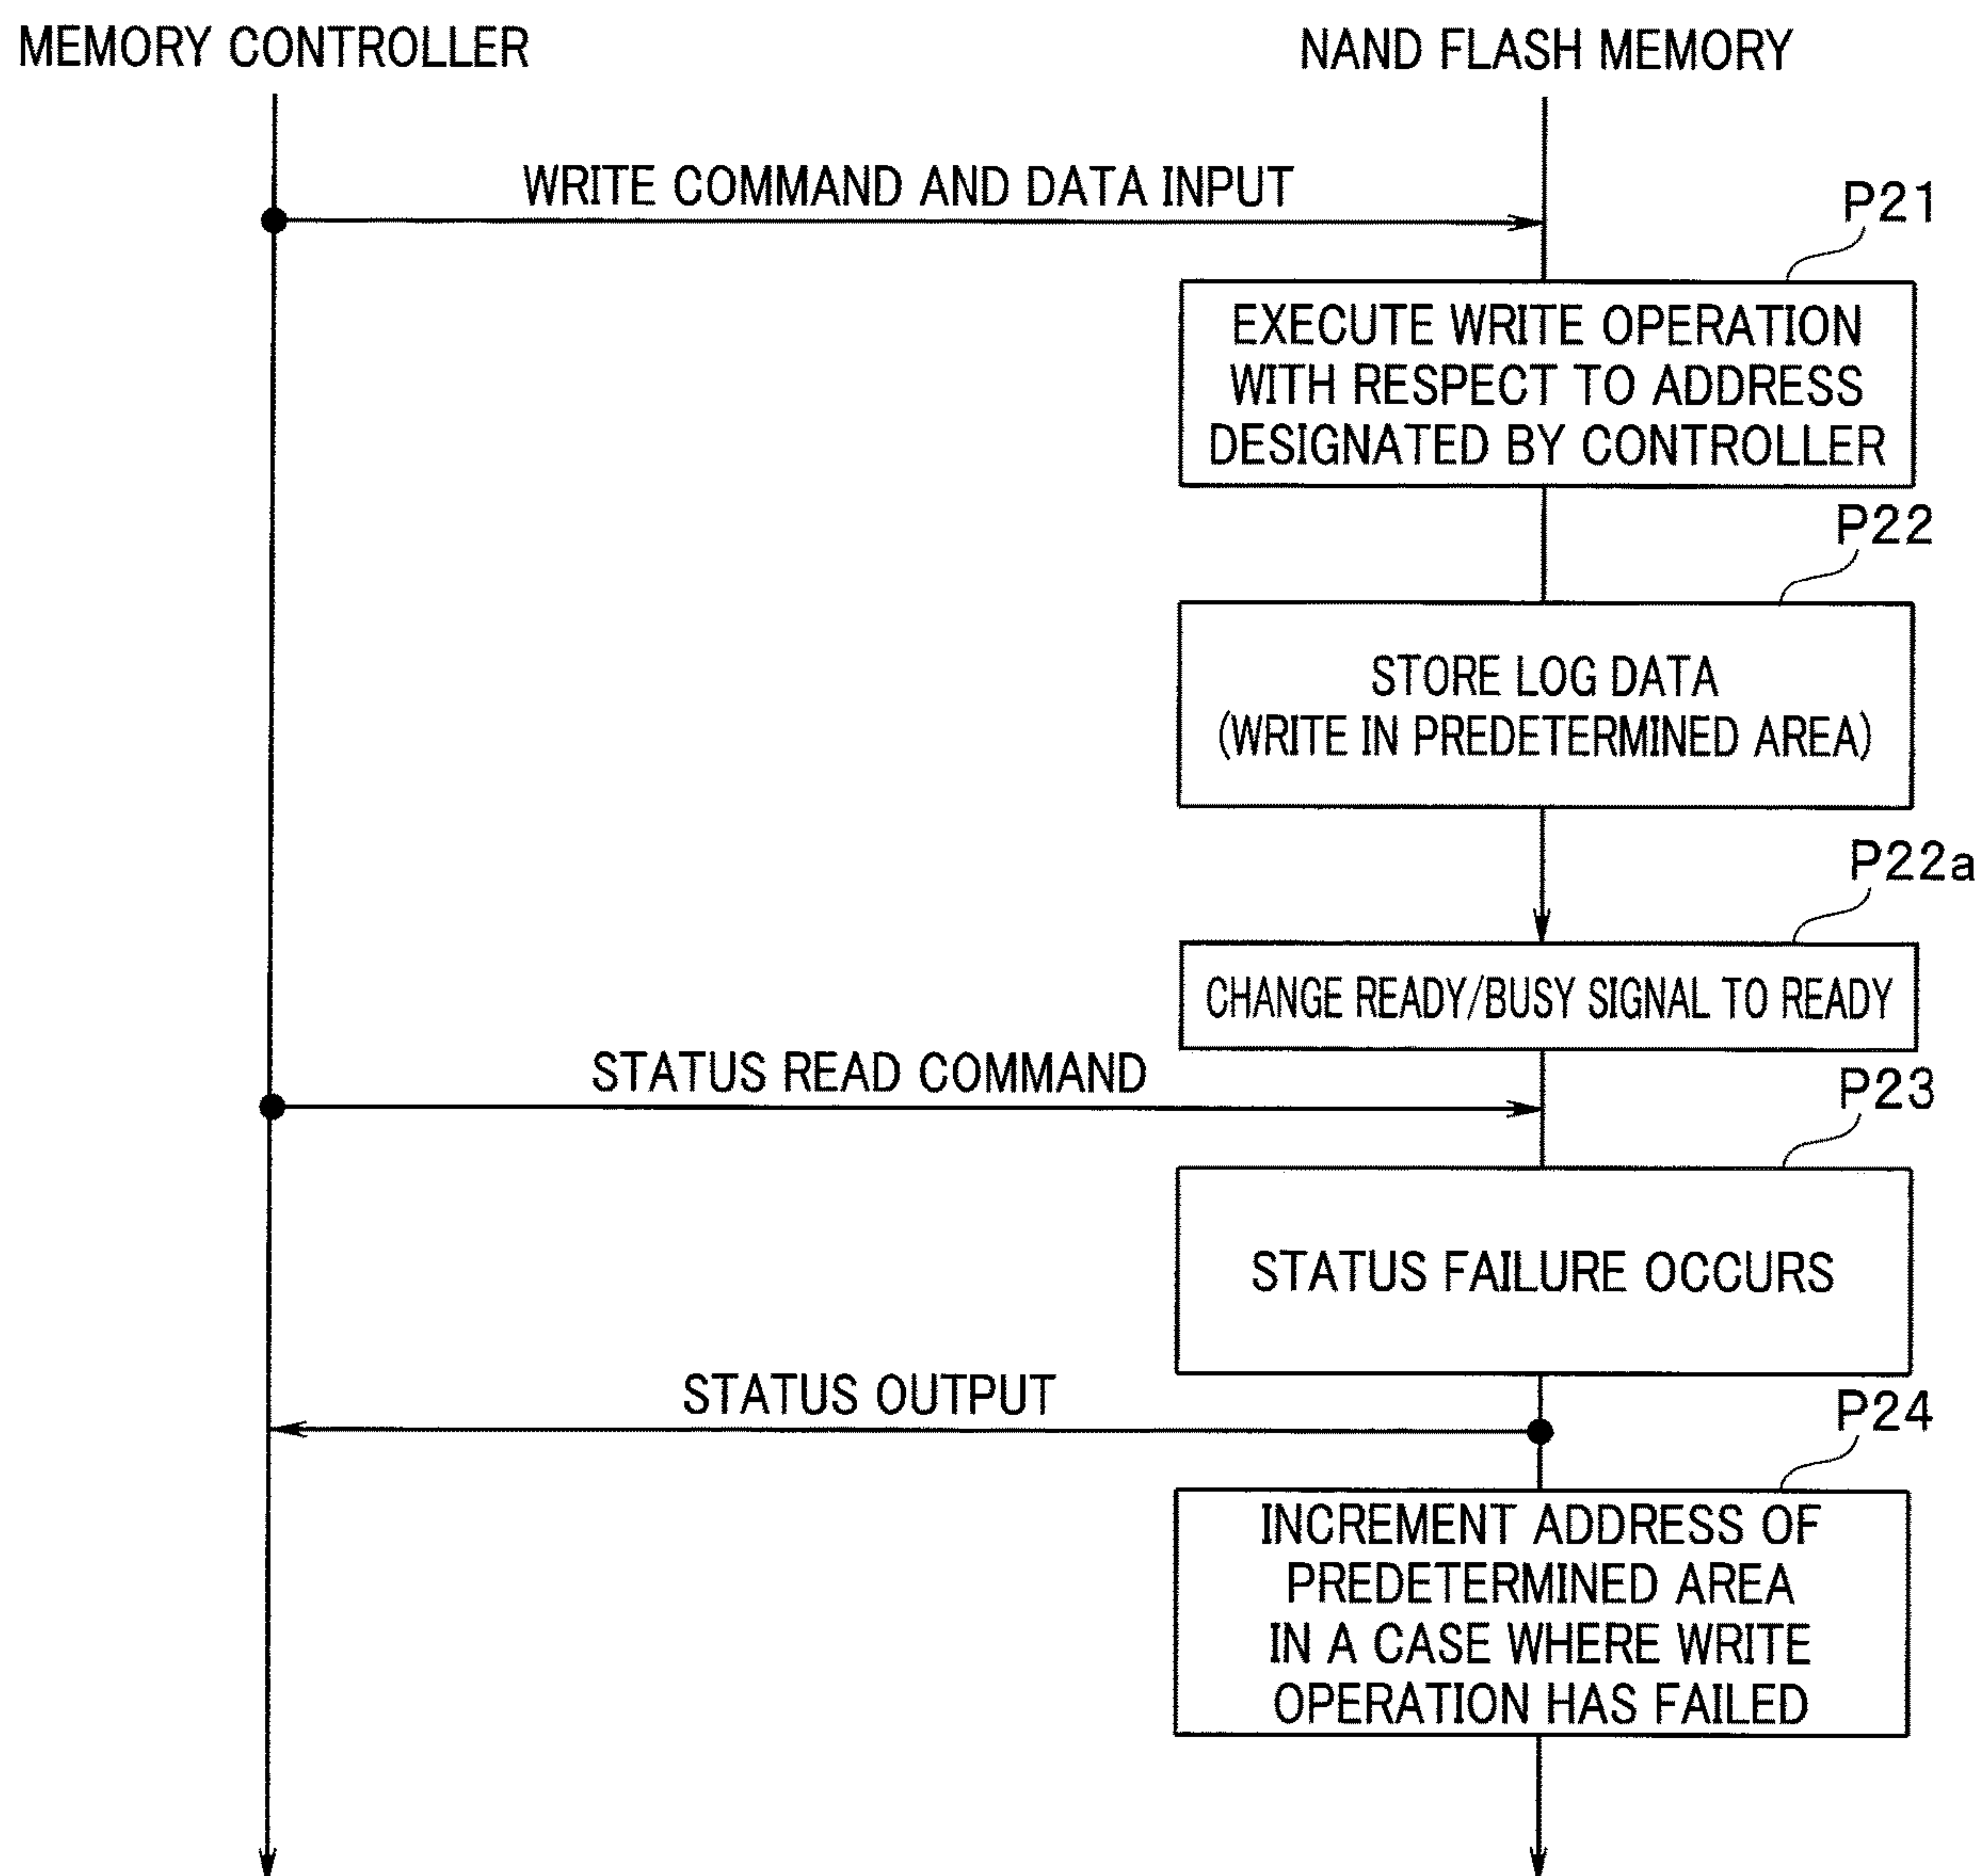 MEMORY CONTROLLER
NAND FLASH MEMORY
WRITE COMMAND AND DATA INPUT
P21
EXECUTE WRITE OPERATION
WITH RESPECT TO ADDRESS
DESIGNATED BY CONTROLLER
P22
STORE LOG DATA
(WRITE IN PREDETERMINED AREA)
P22a
CHANGE READY/BUSY SIGNAL TO READY
STATUS READ COMMAND
P23
STATUS FAILURE OCCURS
STATUS OUTPUT
P24
INCREMENT ADDRESS OF
PREDETERMINED AREA
IN A CASE WHERE WRITE
OPERATION HAS FAILED